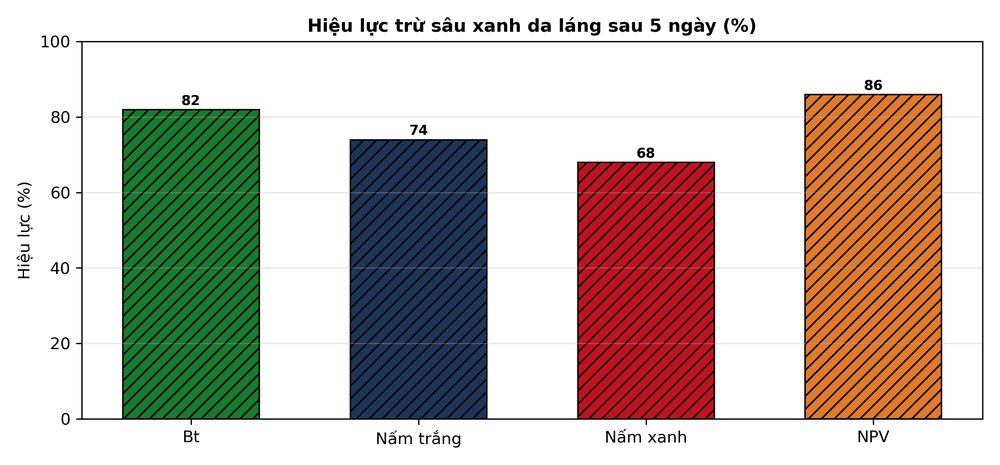 Hiệu lực trừ sâu xanh da láng sau 5 ngày (%)
Hiệu lực (%)
100
80
60
40
20
0
82
74
68
86
Bt
Nấm trắng
Nấm xanh
NPV